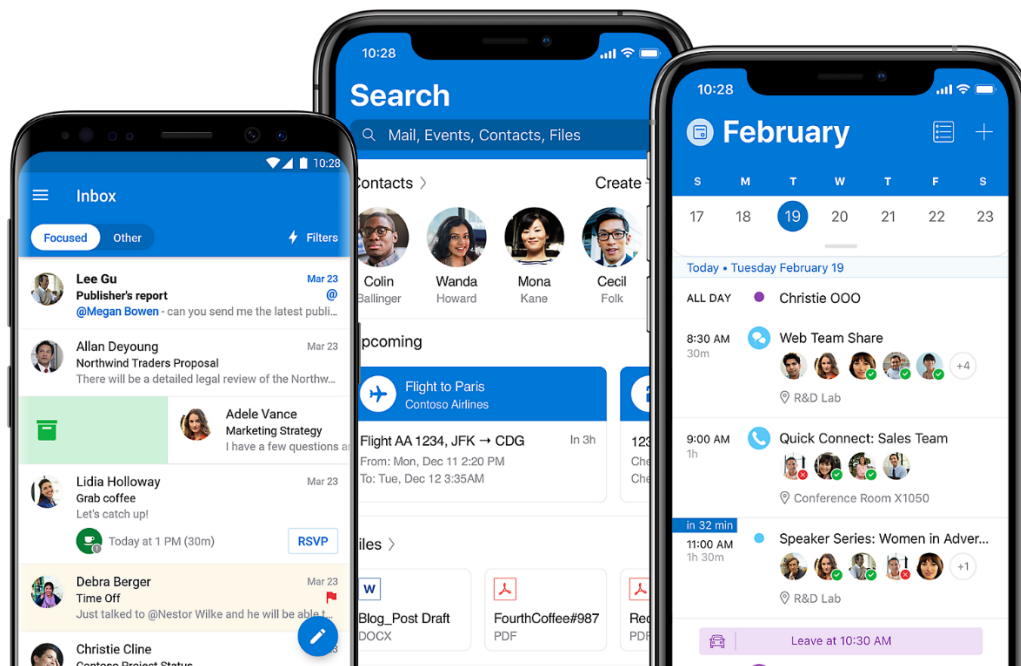 10:28
Inbox
Focused
Other
Filters
Lee Gu
Mar 23
Publisher's report
@
@Megan Bowen - can you send me the latest publi...
Allan Deyoung
Mar 23
Northwind Traders Proposal
There will be a detailed legal review of the Northw...
Adele Vance
Marketing Strategy
I have a few questions a
Lidia Holloway
Mar 23
Grab coffee
Let's catch up!
Today at 1 PM (30m)
RSVP
Debra Berger
Mar 23
Time Off
Just talked to @Nestor Wilke and he will be able t...
Christie Cline
Contoso Project Status
10:28
Search
Mail, Events, Contacts, Files
Contacts >
Create
Colin
Ballinger
Wanda
Howard
Mona
Kane
Cecil
Folk
pcoming
Flight to Paris
Contoso Airlines
Flight AA 1234, JFK → CDG
In 3h
From: Mon, Dec 11 2:20 PM
To: Tue, Dec 12 3:35AM
123
Che
Che
iles >
W
Blog_Post Draft
DOCX
FourthCoffee#987
PDF
Rec
PDF
10:28
February
S M T W T F S
17 18 19 20 21 22 23
Today • Tuesday February 19
ALL DAY
Christie OOO
8:30 AM
30m
Web Team Share
+4
R&D Lab
9:00 AM
1h
Quick Connect: Sales Team
Conference Room X1050
in 32 min
11:00 AM
1h 30m
Speaker Series: Women in Adver...
+1
R&D Lab
Leave at 10:30 AM